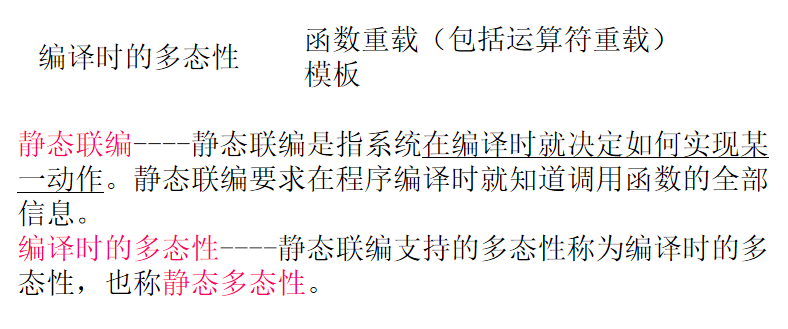 编译时的多态性
函数重载（包括运算符重载）
模板
静态联编----静态联编是指系统在编译时就决定如何实现某
一动作。静态联编要求在程序编译时就知道调用函数的全部
信息。
编译时的多态性----静态联编支持的多态性称为编译时的多
态性，也称静态多态性。